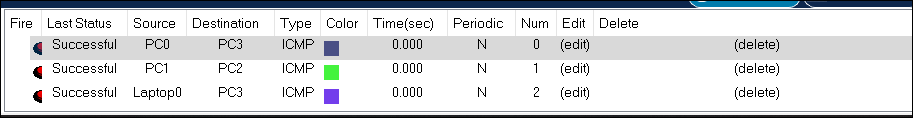 Fire Last Status Source Destination Type Color Time(sec) Periodic Num Edit Delete
Successful PC0 PC3 ICMP 0.000 N 0 (edit) (delete)
Successful PC1 PC2 ICMP 0.000 N 1 (edit) (delete)
Successful Laptop0 PC3 ICMP 0.000 N 2 (edit) (delete)